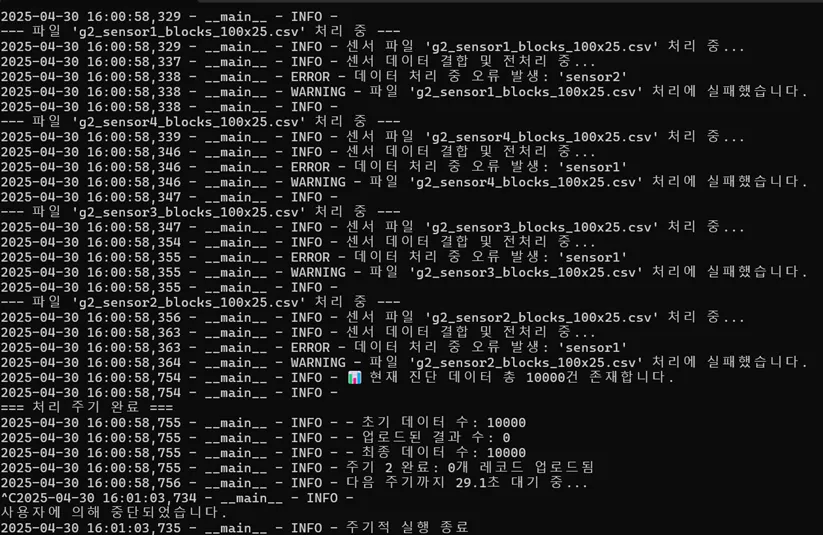 2025-04-30 16:00:58,329 - __main__ - INFO -
--- 파일 'g2_sensor1_blocks_100x25.csv' 처리 중 ---
2025-04-30 16:00:58,329 - __main__ - INFO - 센서 파일 'g2_sensor1_blocks_100x25.csv' 처리 중...
2025-04-30 16:00:58,337 - __main__ - INFO - 센서 데이터 결합 및 전처리 중...
2025-04-30 16:00:58,338 - __main__ - ERROR - 데이터 처리 중 오류 발생: 'sensor2'
2025-04-30 16:00:58,338 - __main__ - WARNING - 파일 'g2_sensor1_blocks_100x25.csv' 처리에 실패했습니다.
2025-04-30 16:00:58,338 - __main__ - INFO -
--- 파일 'g2_sensor4_blocks_100x25.csv' 처리 중 ---
2025-04-30 16:00:58,339 - __main__ - INFO - 센서 파일 'g2_sensor4_blocks_100x25.csv' 처리 중...
2025-04-30 16:00:58,346 - __main__ - INFO - 센서 데이터 결합 및 전처리 중...
2025-04-30 16:00:58,346 - __main__ - ERROR - 데이터 처리 중 오류 발생: 'sensor1'
2025-04-30 16:00:58,346 - __main__ - WARNING - 파일 'g2_sensor4_blocks_100x25.csv' 처리에 실패했습니다.
2025-04-30 16:00:58,347 - __main__ - INFO -
--- 파일 'g2_sensor3_blocks_100x25.csv' 처리 중 ---
2025-04-30 16:00:58,347 - __main__ - INFO - 센서 파일 'g2_sensor3_blocks_100x25.csv' 처리 중...
2025-04-30 16:00:58,354 - __main__ - INFO - 센서 데이터 결합 및 전처리 중...
2025-04-30 16:00:58,355 - __main__ - ERROR - 데이터 처리 중 오류 발생: 'sensor1'
2025-04-30 16:00:58,355 - __main__ - WARNING - 파일 'g2_sensor3_blocks_100x25.csv' 처리에 실패했습니다.
2025-04-30 16:00:58,355 - __main__ - INFO -
--- 파일 'g2_sensor2_blocks_100x25.csv' 처리 중 ---
2025-04-30 16:00:58,356 - __main__ - INFO - 센서 파일 'g2_sensor2_blocks_100x25.csv' 처리 중...
2025-04-30 16:00:58,363 - __main__ - INFO - 센서 데이터 결합 및 전처리 중...
2025-04-30 16:00:58,363 - __main__ - ERROR - 데이터 처리 중 오류 발생: 'sensor1'
2025-04-30 16:00:58,364 - __main__ - WARNING - 파일 'g2_sensor2_blocks_100x25.csv' 처리에 실패했습니다.
2025-04-30 16:00:58,754 - __main__ - INFO - 📊 현재 진단 데이터 총 10000건 존재합니다.
2025-04-30 16:00:58,754 - __main__ - INFO -
=== 처리 주기 완료 ===
2025-04-30 16:00:58,755 - __main__ - INFO - - 초기 데이터 수: 10000
2025-04-30 16:00:58,755 - __main__ - INFO - - 업로드된 결과 수: 0
2025-04-30 16:00:58,755 - __main__ - INFO - - 최종 데이터 수: 10000
2025-04-30 16:00:58,755 - __main__ - INFO - 주기 2 완료: 0개 레코드 업로드됨
2025-04-30 16:00:58,756 - __main__ - INFO - 다음 주기까지 29.1초 대기 중...
^C2025-04-30 16:01:03,734 - __main__ - INFO -
사용자에 의해 중단되었습니다.
2025-04-30 16:01:03,735 - __main__ - INFO - 주기적 실행 종료